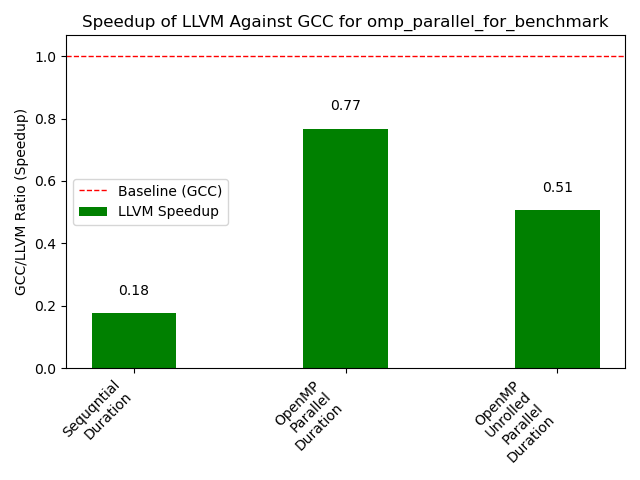 Speedup of LLVM Against GCC for omp_parallel_for_benchmark
GCC/LLVM Ratio (Speedup)
1.0
0.8
0.6
0.4
0.2
0.0
Baseline (GCC)
LLVM Speedup
0.18
0.77
0.51
Sequqntial
Duration
OpenMP
Parallel
Duration
OpenMP
Unrolled
Parallel
Duration